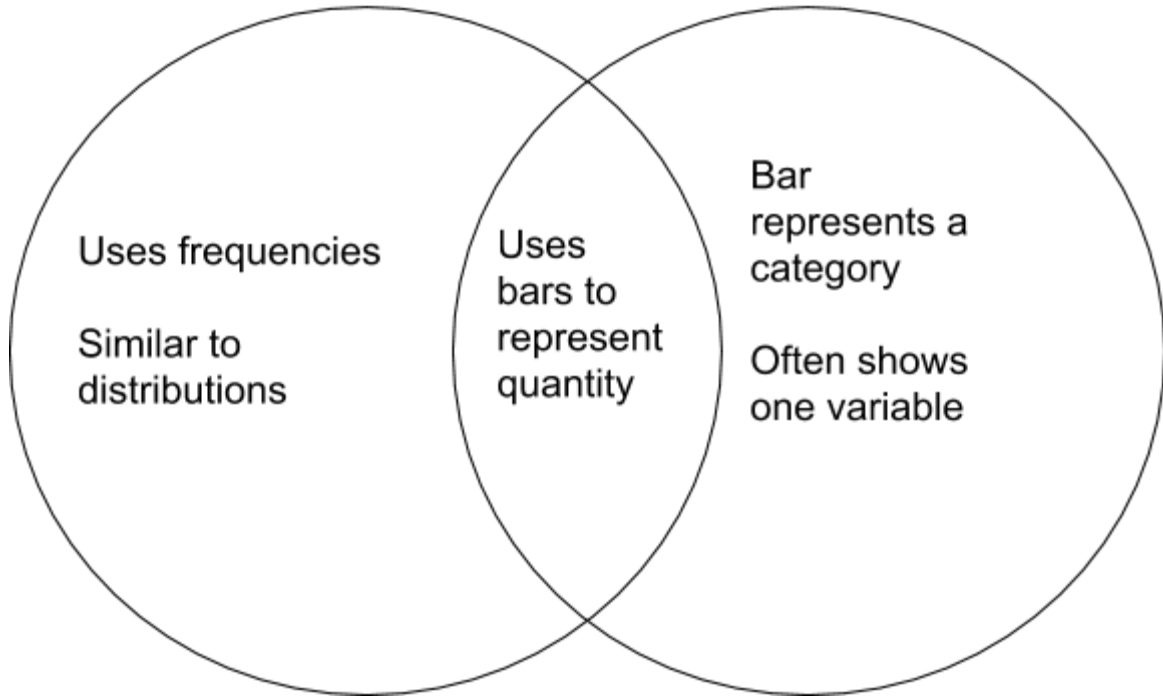 Uses frequencies
Similar to
distributions
Uses
bars to
represent
quantity
Bar
represents a
category
Often shows
one variable